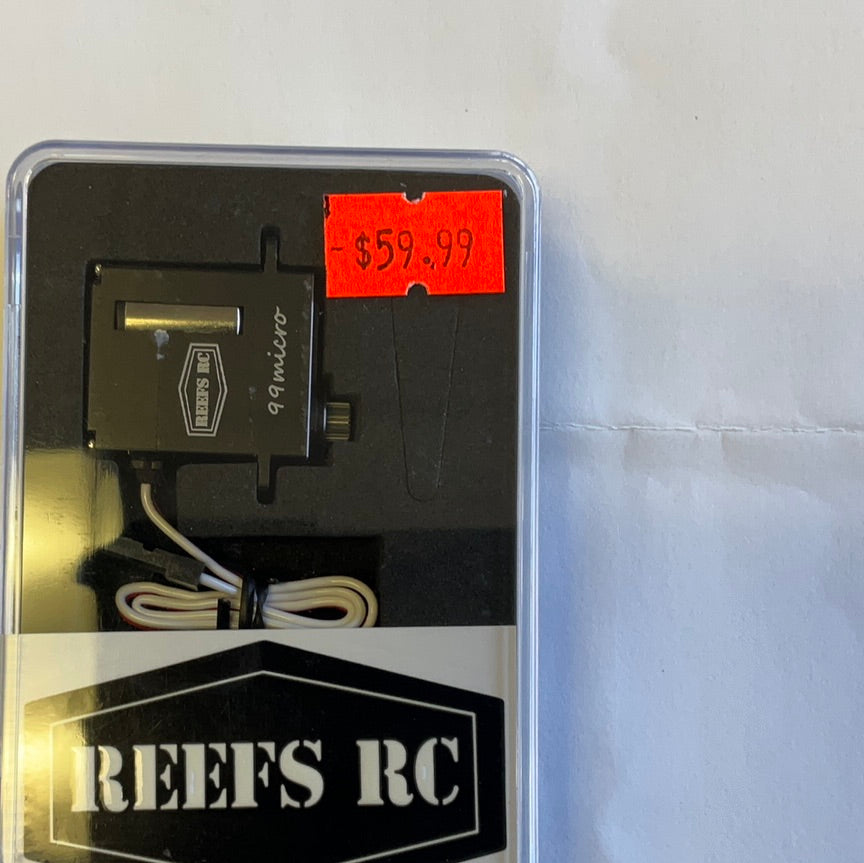 - $59.99
99micro
REEFS RC
REEFS RC